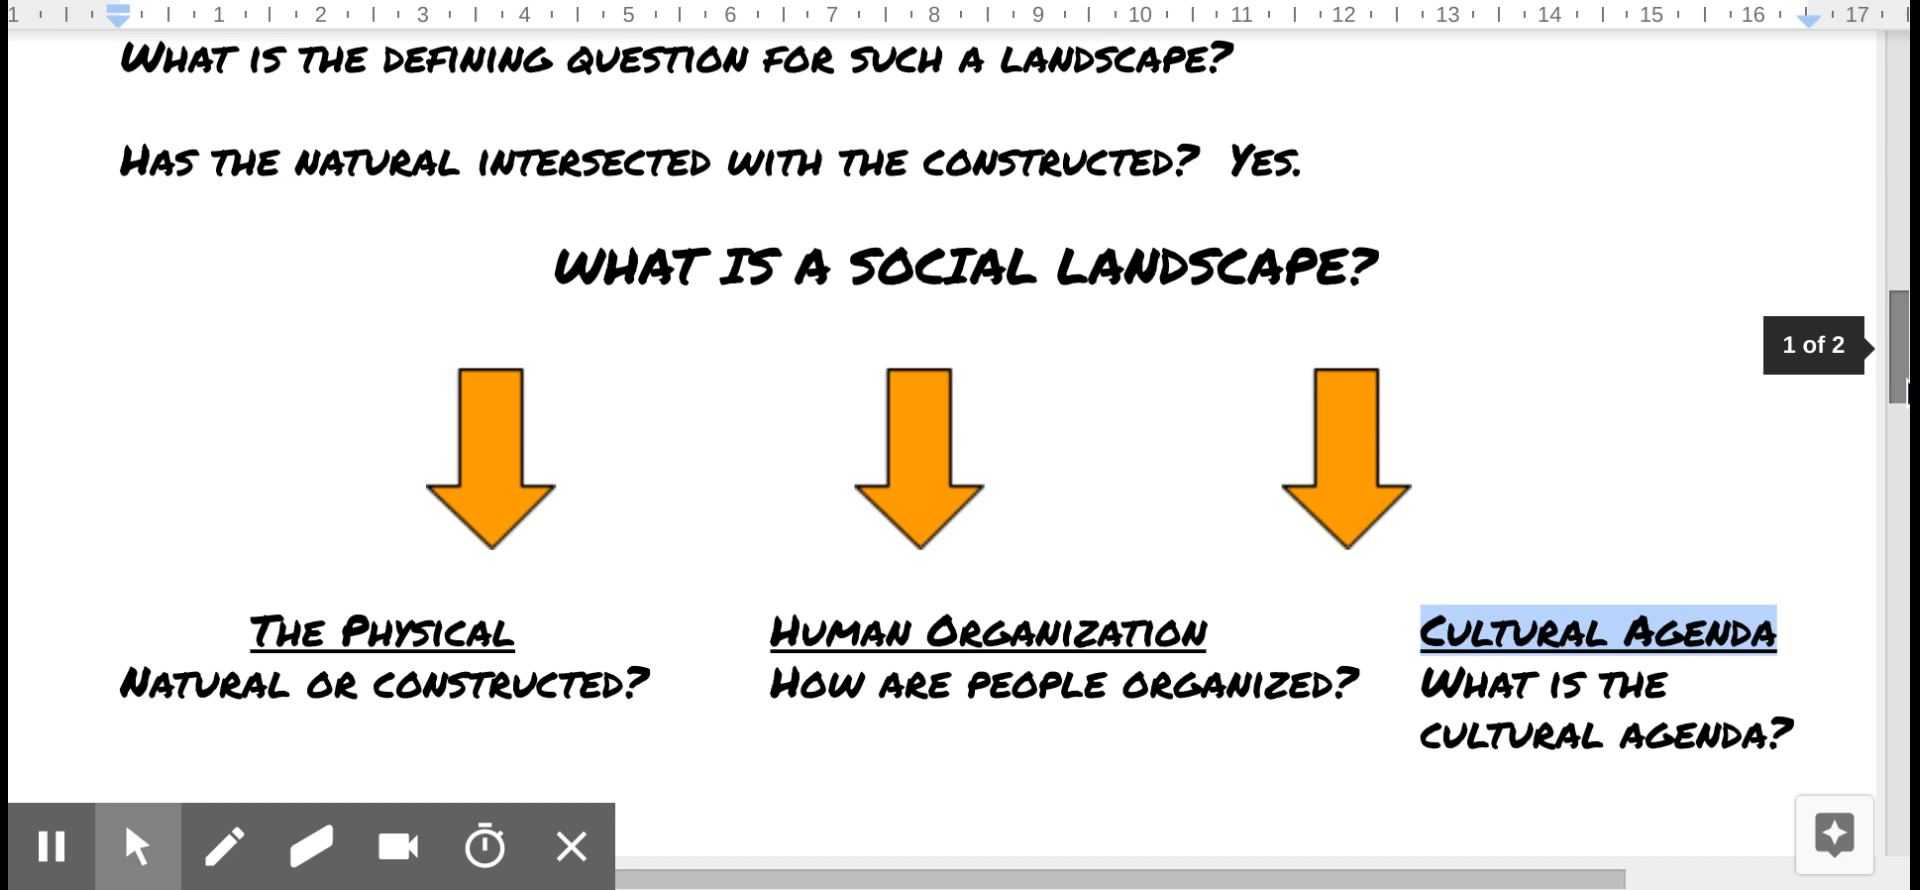 1 1 2 3 4 5 6 7 8 9 10 11 12 13 14 15 16 17
What is the defining question for such a landscape?
Has the natural intersected with the constructed? Yes.
WHAT IS A SOCIAL LANDSCAPE?
1 of 2
The Physical
Natural or constructed?
Human Organization
How are people organized?
Cultural Agenda
What is the
cultural agenda?